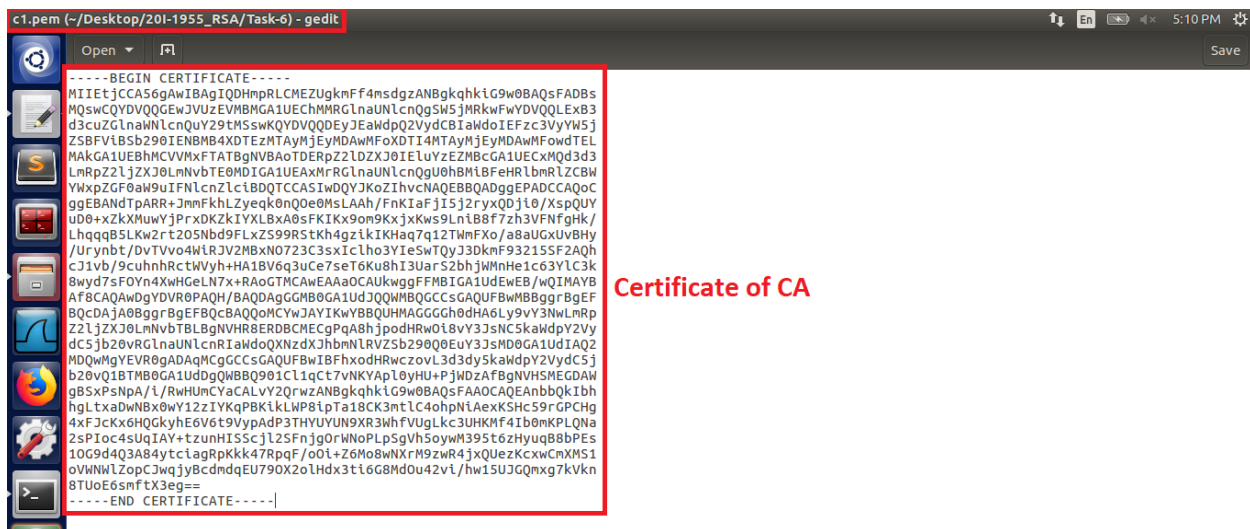 c1.pem (~/Desktop/20I-1955_RSA/Task-6) - gedit
En
5:10 PM
Open
Save
-----BEGIN CERTIFICATE-----
MIIEtjCCA56gAwIBAgIQDHmpRLCMEZUgkmFf4msdgzANBgkqhkiG9w0BAQsFADBs
MQswCQYDVQQGEwJVUzEVMBMGA1UEChMMRGlnaUNlcnQgSW5jMRkwFwYDVQQLExB3
d3cuZGlnaWNlcnQuY29tMSswKQYDVQQDEyJEaWdpQ2VydCBIaWdoIEFzc3VyYW5j
ZSBFViBSb290IENBMB4XDTEzMTAyMjEyMDAwMFoXDTI4MTAyMjEyMDAwMFowdTEL
MAkGA1UEBhMCVVMxFTATBgNVBAoTDERpZ2lDZXJ0IEluYzEZMBcGA1UECxMQd3d3
LmRpZ2ljZXJ0LmNvbTE0MDIGA1UEAxMrRGlnaUNlcnQgU0hBMiBFeHRlbmRlZCBW
YWxpZGF0aW9uIFNlcnZlciBDQTCCASIwDQYJKoZIhvcNAQEBBQADggEPADCCAQoC
ggEBANdTpARR+JmmFkhLZyeqk0nQOe0MsLAAh/FnKIaFjI5j2ryxQDji0/XspQUY
uD0+xZkXMuwYjPrxDKZkIYXLBxA0sFKIKx9om9KxjxKws9LniB8f7zh3VFNfgHk/
LhqqqB5LKw2rt2O5Nbd9FLxZS99RStKh4gzikIKHaq7q12TWmFXo/a8aUGxUvBHy
/Urynbt/DvTVvo4WiRJV2MBxNO723C3sxIclho3YIeSwTQyJ3DkmF93215SF2AQh
cJ1vb/9cuhnhRctWVyh+HA1BV6q3uCe7seT6Ku8hI3UarS2bhjWMnHe1c63YlC3k
8wyd7sFOYn4XwHGeLN7x+RAoGTMCAwEAAaOCAUkwggFFMBIGA1UdEwEB/wQIMAYB
Af8CAQAwDgYDVR0PAQH/BAQDAgGGMB0GA1UdJQQWMBQGCCsGAQUFBwMBBggrBgEF
BQcDAjA0BggrBgEFBQcBAQQoMCYwJAYIKwYBBQUHMAGGGGh0dHA6Ly9vY3NwLmRp
Z2ljZXJ0LmNvbTBLBgNVHR8ERDBCMECgPqA8hjpodHRwOi8vY3JsNC5kaWdpY2Vy
dC5jb20vRGlnaUNlcnRIaWdoQXNzdXJhbmNlRVZSb290Q0EuY3JsMD0GA1UdIAQ2
MDQwMgYEVR0gADAqMCgGCCsGAQUFBwIBFhxodHRwczovL3d3dy5kaWdpY2VydC5j
b20vQ1BTMB0GA1UdDgQWBBQ901Cl1qCt7vNKYApl0yHU+PjWDzAfBgNVHSMEGDAW
gBSxPsNpA/i/RwHUmCYaCALvY2QrwzANBgkqhkiG9w0BAQsFAAOCAQEAnbbQkIbh
hgLtxaDwNBx0wY12zIYKqPBKikLWP8ipTa18CK3mtlC4ohpNiAexKSHc59rGPCHg
4xFJcKx6HQGkyhE6V6t9VypAdP3THYUYUN9XR3WhfVUgLkc3UHKMf4Ib0mKPLQNa
2sPIoc4sUqIAY+tzunHISScjl2SFnjgOrWNoPLpSgVh5oywM395t6zHyuqB8bPEs
1OG9d4Q3A84ytciagRpKkk47RpqF/oOi+Z6Mo8wNXrM9zwR4jxQUezKcxwCmXMS1
oVWNWlZopCJwqjyBcdmdqEU79OX2olHdx3ti6G8MdOu42vi/hw15UJGQmxg7kVkn
8TUoE6smftX3eg==
-----END CERTIFICATE-----
Certificate of CA